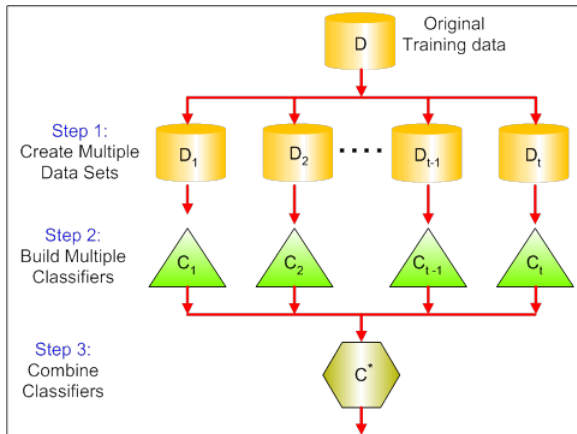 Original
Training data
D
Step 1:
Create Multiple
Data Sets
D1 D2 .... Dt-1 Dt
Step 2:
Build Multiple
Classifiers
C1 C2 Ct-1 Ct
Step 3:
Combine
Classifiers
C*